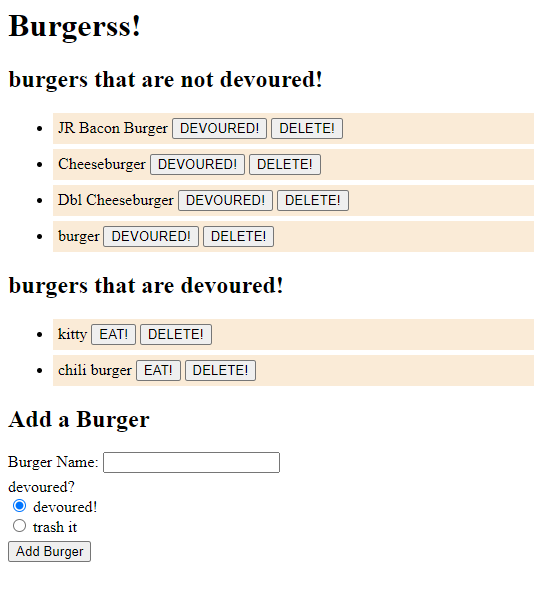 Burgerss!
burgers that are not devoured!
JR Bacon Burger DEVOURED! DELETE!
Cheeseburger DEVOURED! DELETE!
Dbl Cheeseburger DEVOURED! DELETE!
burger DEVOURED! DELETE!
burgers that are devoured!
kitty EAT! DELETE!
chili burger EAT! DELETE!
Add a Burger
Burger Name:
devoured?
devoured!
trash it
Add Burger